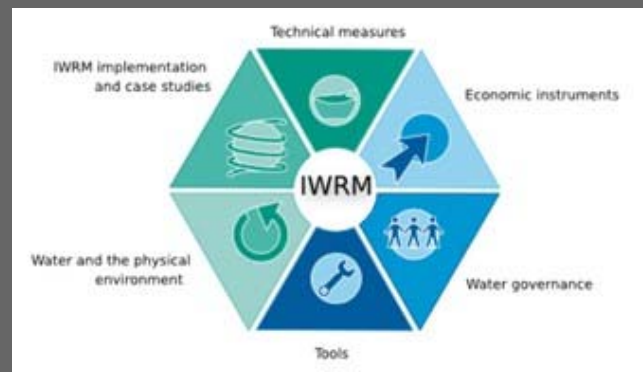 Technical measures
IWRM implementation
and case studies
Economic instruments
IWRM
Water and the physical
environment
Water governance
Tools